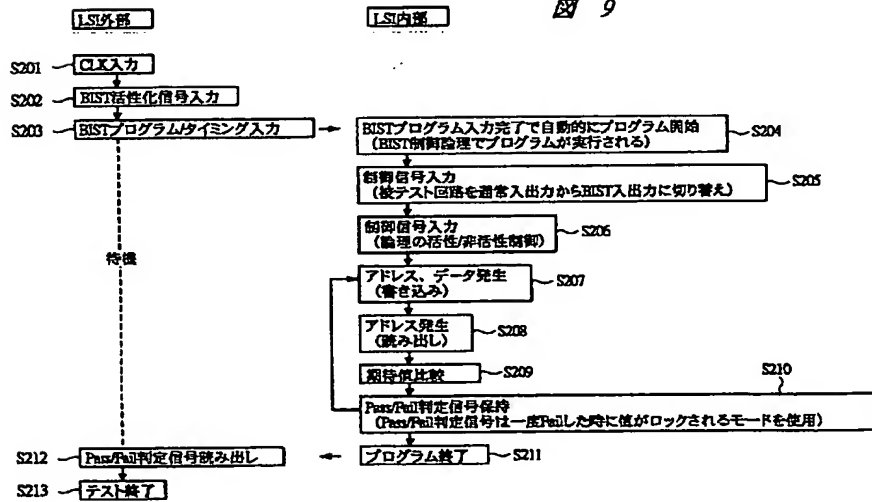 図 9
LSI外部
LSI内部
S201
CLK入力
S202
BIST活性化信号入力
S203
BISTプログラム/タイミング入力
BISTプログラム入力完了で自動的にプログラム開始
(BIST制御論理でプログラムが実行される)
S204
制御信号入力
(被テスト回路を通常入出力からBIST入出力に切り替え)
S205
制御信号入力
(論理の活性/非活性制御)
S206
待機
アドレス、データ発生
(書き込み)
S207
アドレス発生
(読み出し)
S208
期待値比較
S209
S210
Pass/Fail判定信号保持
(Pass/Fail判定信号は一度Failした時に値がロックされるモードを使用)
S212
Pass/Fail判定信号読み出し
プログラム終了
S211
S213
テスト終了